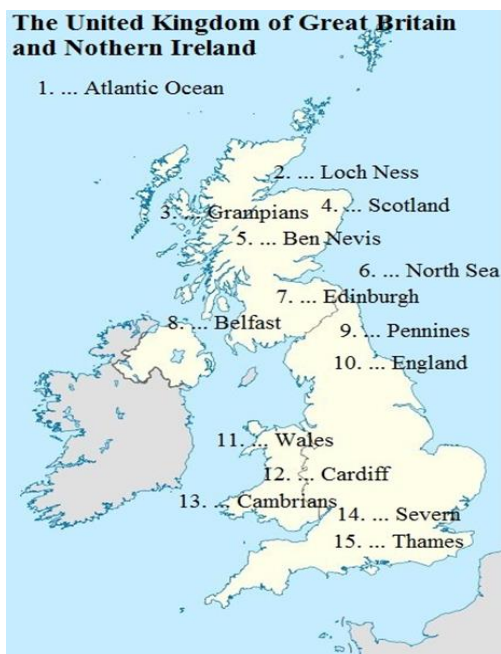 The United Kingdom of Great Britain
and Nothern Ireland
1. ... Atlantic Ocean
2. ... Loch Ness
3. ... Grampians
4. ... Scotland
5. ... Ben Nevis
6. ... North Sea
7. ... Edinburgh
8. ... Belfast
9. ... Pennines
10. ... England
11. ... Wales
12. ... Cardiff
13. ... Cambrians
14. ... Severn
15. ... Thames